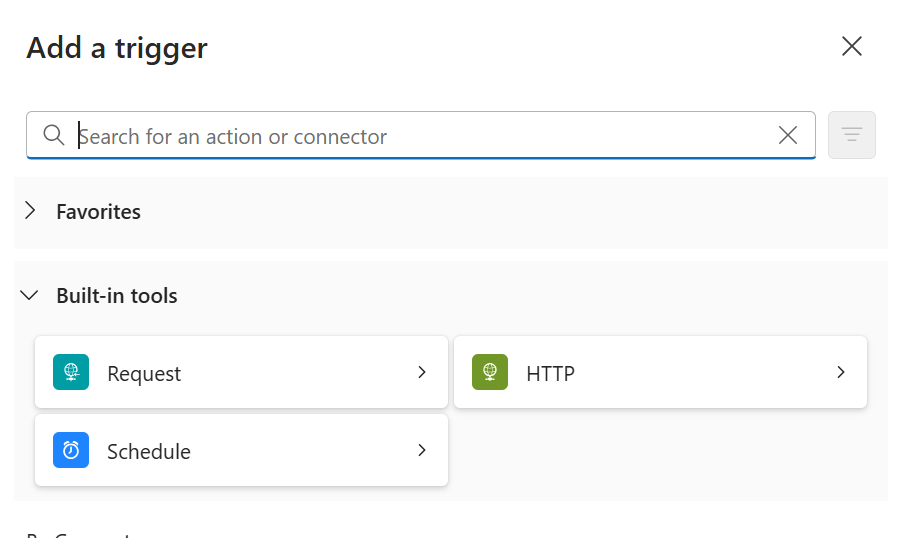 Add a trigger
Search for an action or connector
Favorites
Built-in tools
Request
HTTP
Schedule